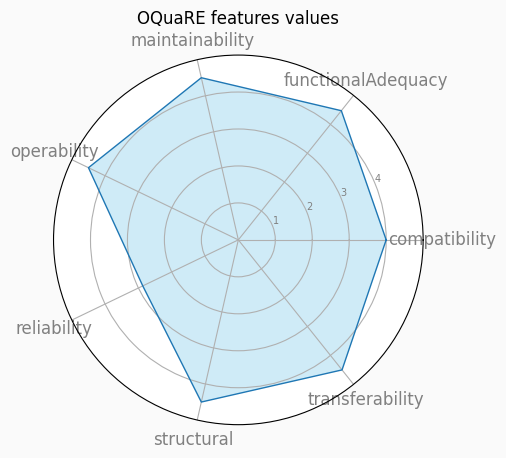 OQuaRE features values
maintainability
functionalAdequacy
operability
4
3
2
1
compatibility
reliability
transferability
structural